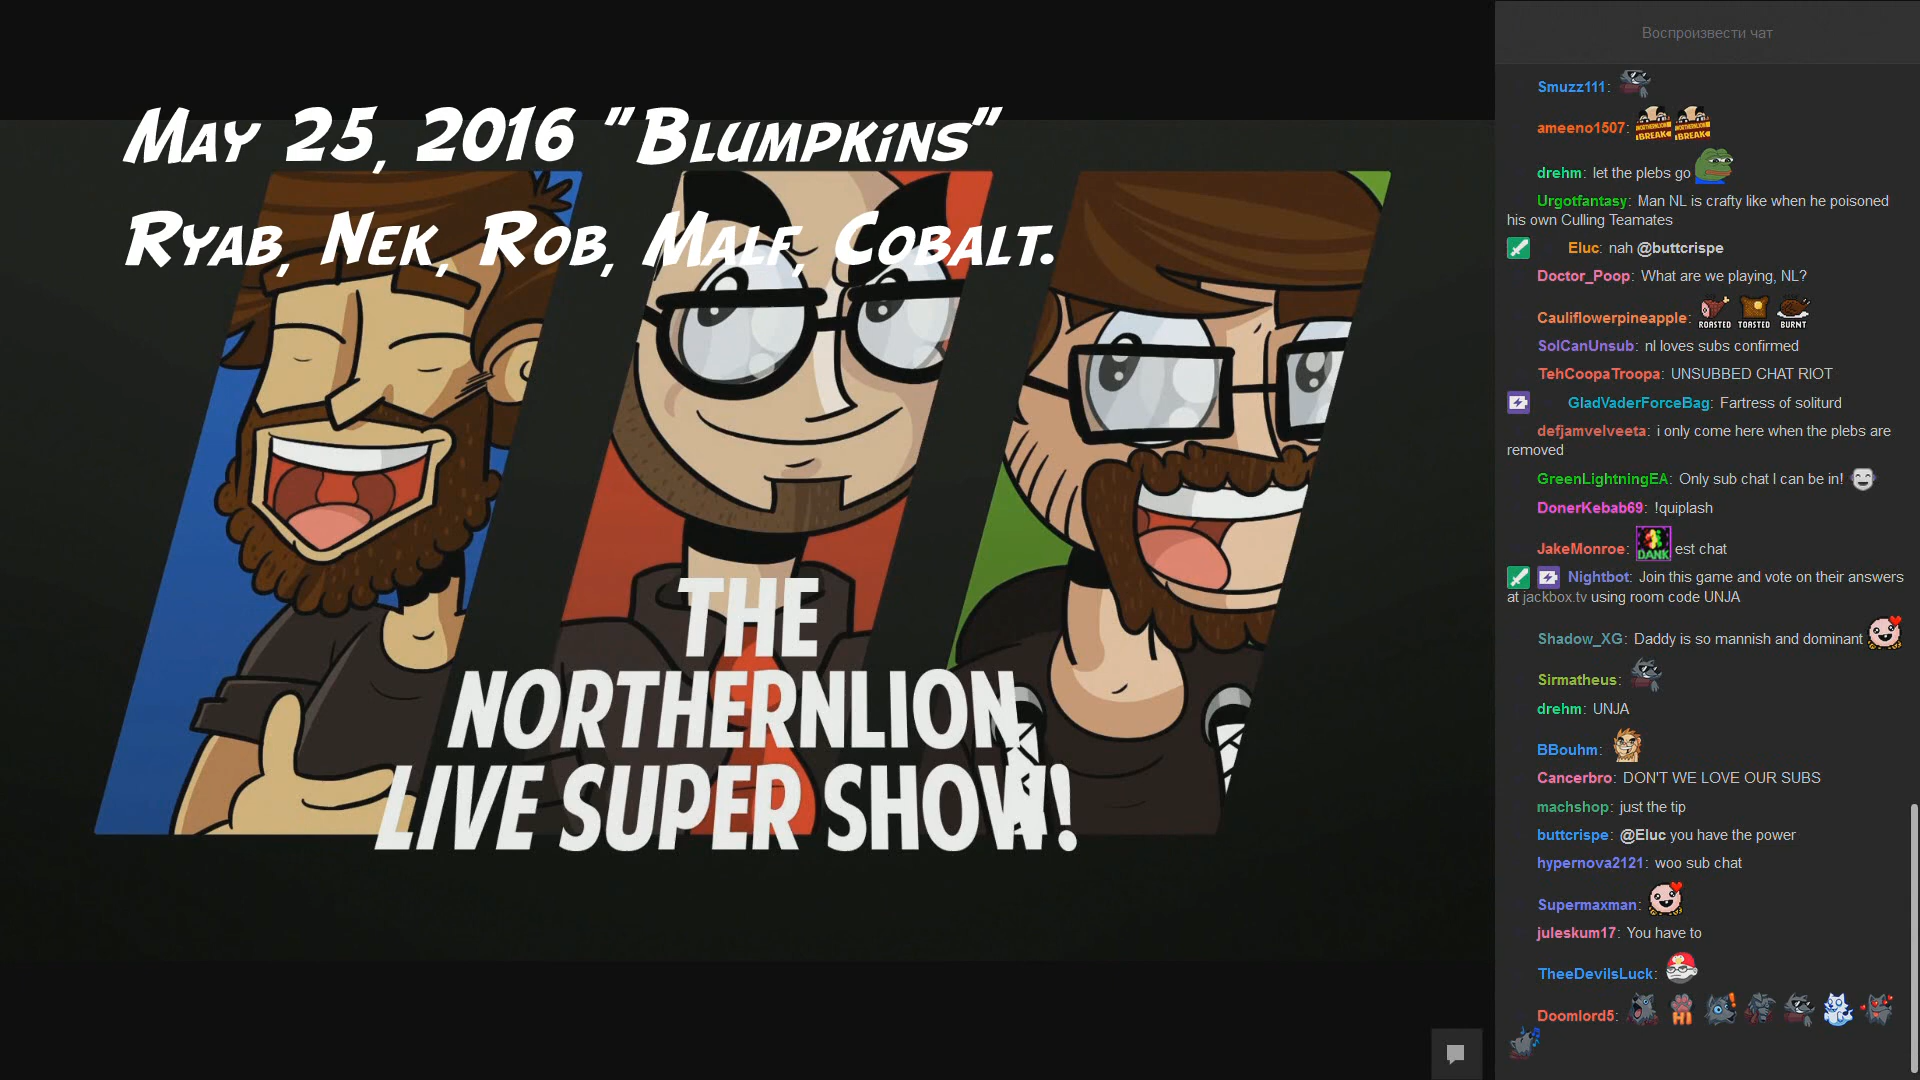 May 25, 2016 "Blumpkins"
Ryab, Nek, Rob, Malf, Cobalt.
THE
NORTHERNLION
LIVE SUPER SHOW!
Воспроизвести чат
Smuzz111:
ameeno1507: NORTHERNLION BREAK NORTHERNLION BREAK
drehm: let the plebs go
Urgotfantasy: Man NL is crafty like when he poisoned
his own Culling Teamates
Eluc: nah @buttcrispe
Doctor_Poop: What are we playing, NL?
Cauliflowerpineapple: ROASTED TOASTED BURNT
SolCanUnsub: nl loves subs confirmed
TehCoopaTroopa: UNSUBBED CHAT RIOT
GladVaderForceBag: Fartress of soliturd
defjamvelveeta: i only come here when the plebs are
removed
GreenLightningEA: Only sub chat I can be in!
DonerKebab69: !quiplash
JakeMonroe: DANK est chat
Nightbot: Join this game and vote on their answers
at jackbox.tv using room code UNJA
Shadow_XG: Daddy is so mannish and dominant
Sirmatheus:
drehm: UNJA
BBouhm:
Cancerbro: DON'T WE LOVE OUR SUBS
machshop: just the tip
buttcrispe: @Eluc you have the power
hypernova2121: woo sub chat
Supermaxman:
juleskum17: You have to
TheeDevilsLuck:
Doomlord5: HI